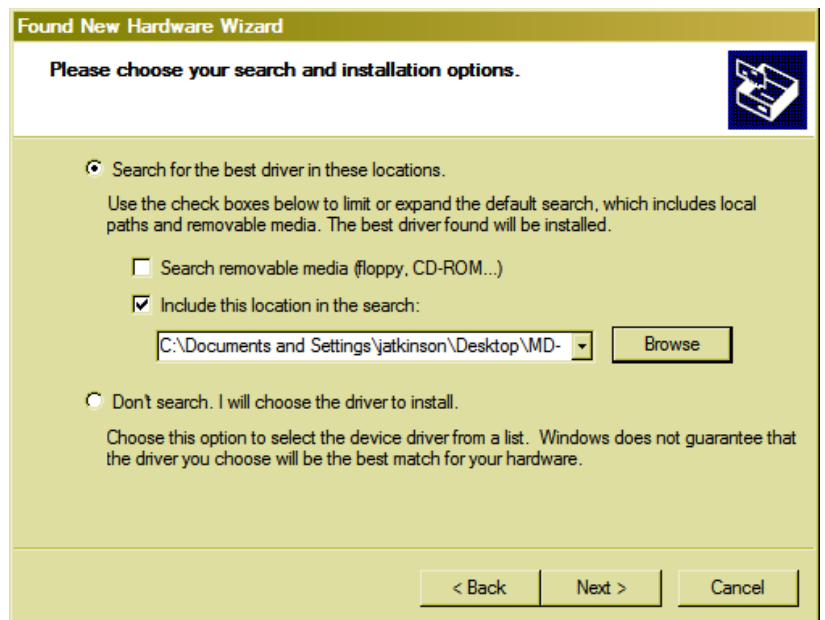 Found New Hardware Wizard
Please choose your search and installation options.
Search for the best driver in these locations.
Use the check boxes below to limit or expand the default search, which includes local
paths and removable media. The best driver found will be installed.
Search removable media (floppy, CD-ROM...)
Include this location in the search:
C:\Documents and Settings\jatkinson\Desktop\MD-
Browse
Don't search. I will choose the driver to install.
Choose this option to select the device driver from a list. Windows does not guarantee that
the driver you choose will be the best match for your hardware.
< Back Next > Cancel